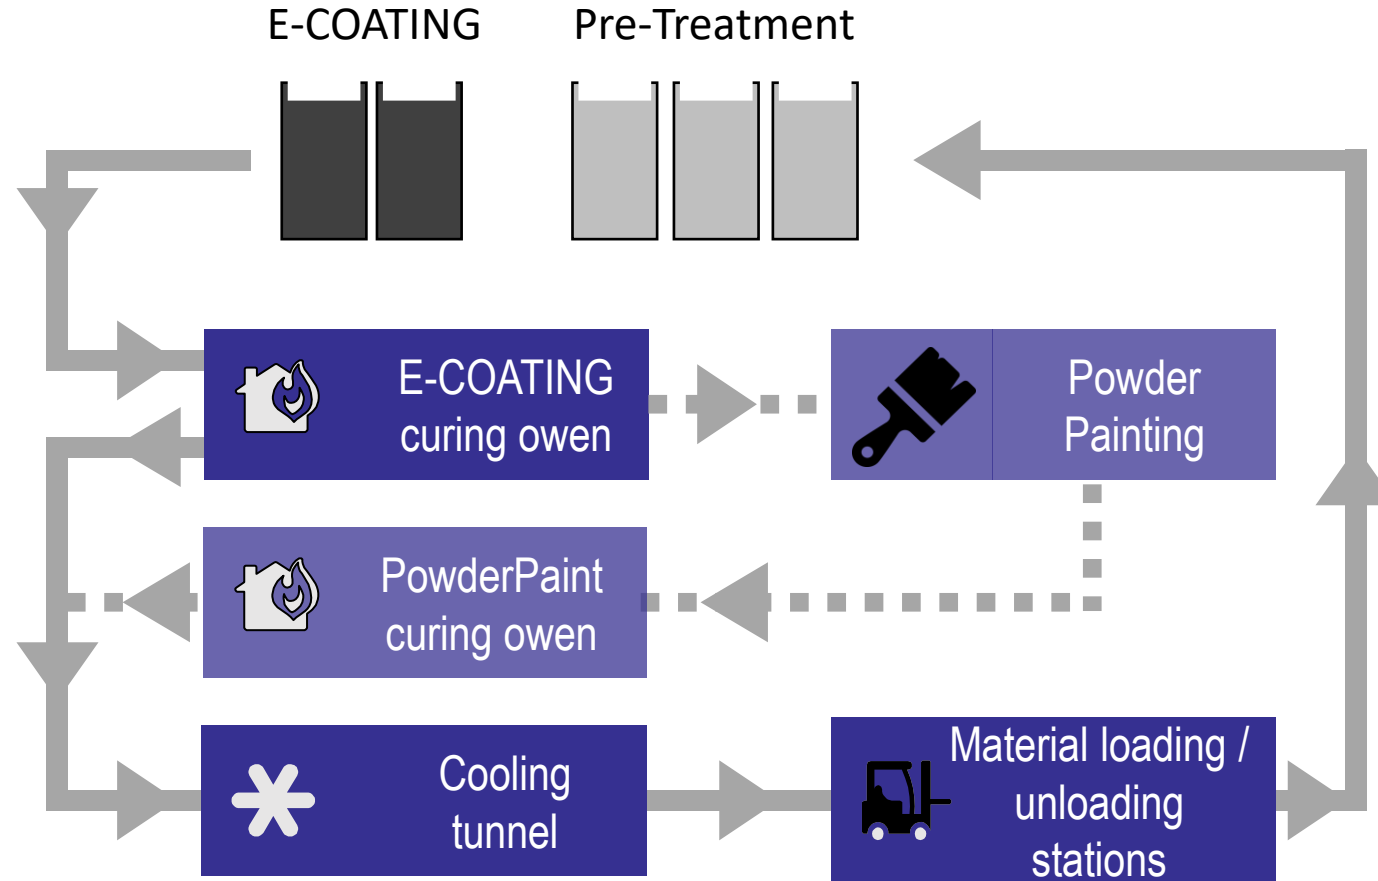 E-COATING
Pre-Treatment
E-COATING
curing owen
Powder
Painting
PowderPaint
curing owen
Cooling
tunnel
Material loading /
unloading
stations